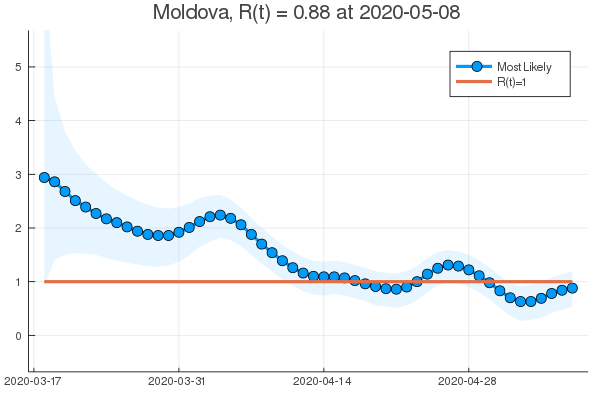 Moldova, R(t) = 0.88 at 2020-05-08
Most Likely
R(t)=1
5
4
3
2
1
0
2020-03-17 2020-03-31 2020-04-14 2020-04-28